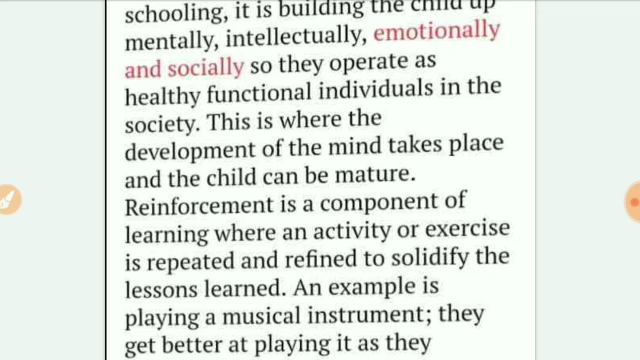 schooling, it is building the child up
mentally, intellectually, emotionally
and socially so they operate as
healthy functional individuals in the
society. This is where the
development of the mind takes place
and the child can be mature.
Reinforcement is a component of
learning where an activity or exercise
is repeated and refined to solidify the
lessons learned. An example is
playing a musical instrument; they
get better at playing it as they